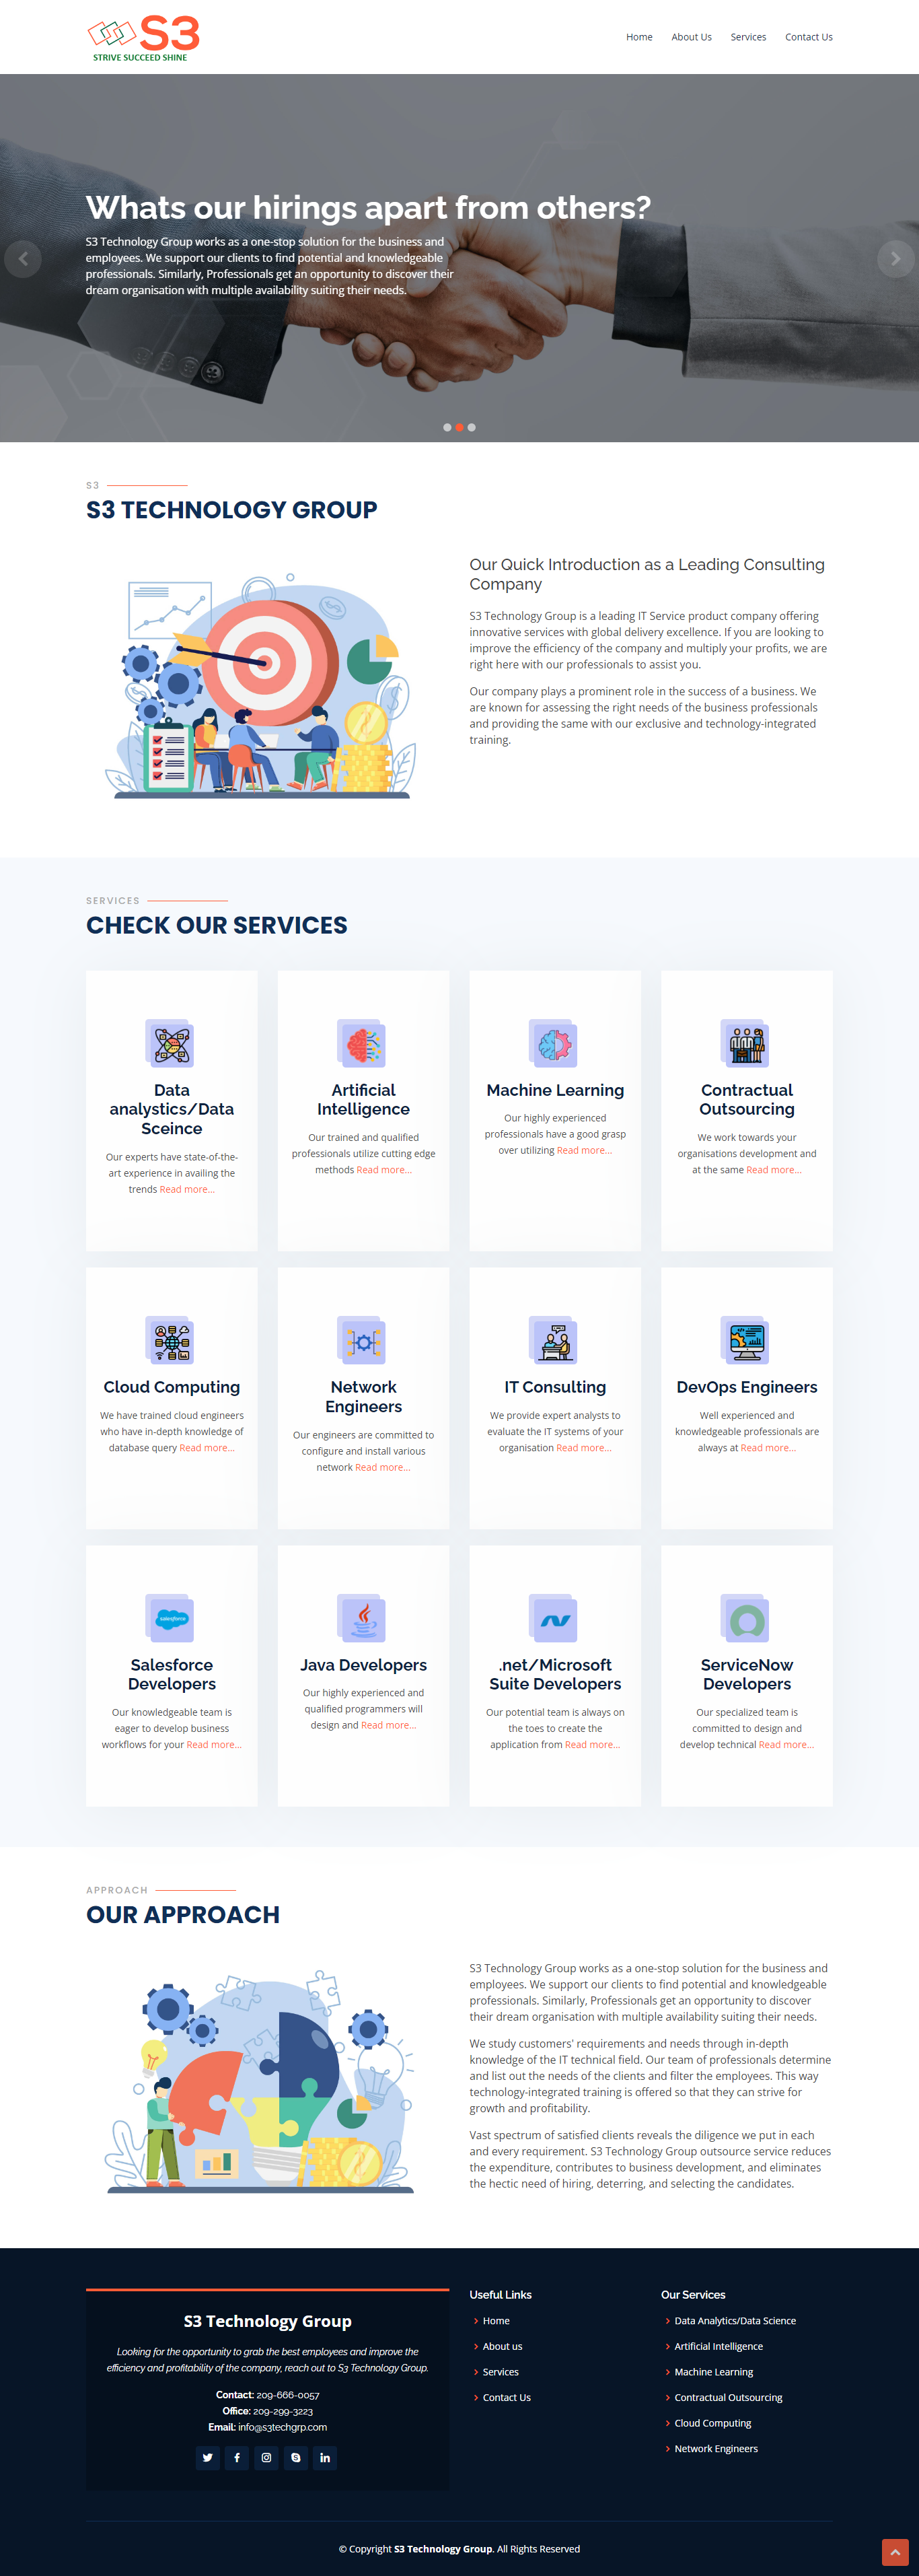 S3
STRIVE SUCCEED SHINE
Home
About Us
Services
Contact Us
Whats our hirings apart from others?
S3 Technology Group works as a one-stop solution for the business and
employees. We support our clients to find potential and knowledgeable
professionals. Similarly, Professionals get an opportunity to discover their
dream organisation with multiple availability suiting their needs.
S3
S3 TECHNOLOGY GROUP
Our Quick Introduction as a Leading Consulting
Company
S3 Technology Group is a leading IT Service product company offering
innovative services with global delivery excellence. If you are looking to
improve the efficiency of the company and multiply your profits, we are
right here with our professionals to assist you.
Our company plays a prominent role in the success of a business. We
are known for assessing the right needs of the business professionals
and providing the same with our exclusive and technology-integrated
training.
SERVICES
CHECK OUR SERVICES
Data
analystics/Data
Sceince
Our experts have state-of-the-
art experience in availing the
trends Read more...
Artificial
Intelligence
Our trained and qualified
professionals utilize cutting edge
methods Read more...
Machine Learning
Our highly experienced
professionals have a good grasp
over utilizing Read more...
Contractual
Outsourcing
We work towards your
organisations development and
at the same Read more...
Cloud Computing
We have trained cloud engineers
who have in-depth knowledge of
database query Read more...
Network
Engineers
Our engineers are committed to
configure and install various
network Read more...
IT Consulting
We provide expert analysts to
evaluate the IT systems of your
organisation Read more...
DevOps Engineers
Well experienced and
knowledgeable professionals are
always at Read more...
salesforce
Salesforce
Developers
Our knowledgeable team is
eager to develop business
workflows for your Read more...
Java Developers
Our highly experienced and
qualified programmers will
design and Read more...
.net/Microsoft
Suite Developers
Our potential team is always on
the toes to create the
application from Read more...
ServiceNow
Developers
Our specialized team is
committed to design and
develop technical Read more...
APPROACH
OUR APPROACH
S3 Technology Group works as a one-stop solution for the business and
employees. We support our clients to find potential and knowledgeable
professionals. Similarly, Professionals get an opportunity to discover
their dream organisation with multiple availability suiting their needs.
We study customers' requirements and needs through in-depth
knowledge of the IT technical field. Our team of professionals determine
and list out the needs of the clients and filter the employees. This way
technology-integrated training is offered so that they can strive for
growth and profitability.
Vast spectrum of satisfied clients reveals the diligence we put in each
and every requirement. S3 Technology Group outsource service reduces
the expenditure, contributes to business development, and eliminates
the hectic need of hiring, deterring, and selecting the candidates.
S3 Technology Group
Looking for the opportunity to grab the best employees and improve the
efficiency and profitability of the company, reach out to S3 Technology Group.
Contact: 209-666-0057
Office: 209-299-3223
Email: info@s3techgrp.com
Useful Links
Home
About us
Services
Contact Us
Our Services
Data Analytics/Data Science
Artificial Intelligence
Machine Learning
Contractual Outsourcing
Cloud Computing
Network Engineers
© Copyright S3 Technology Group. All Rights Reserved